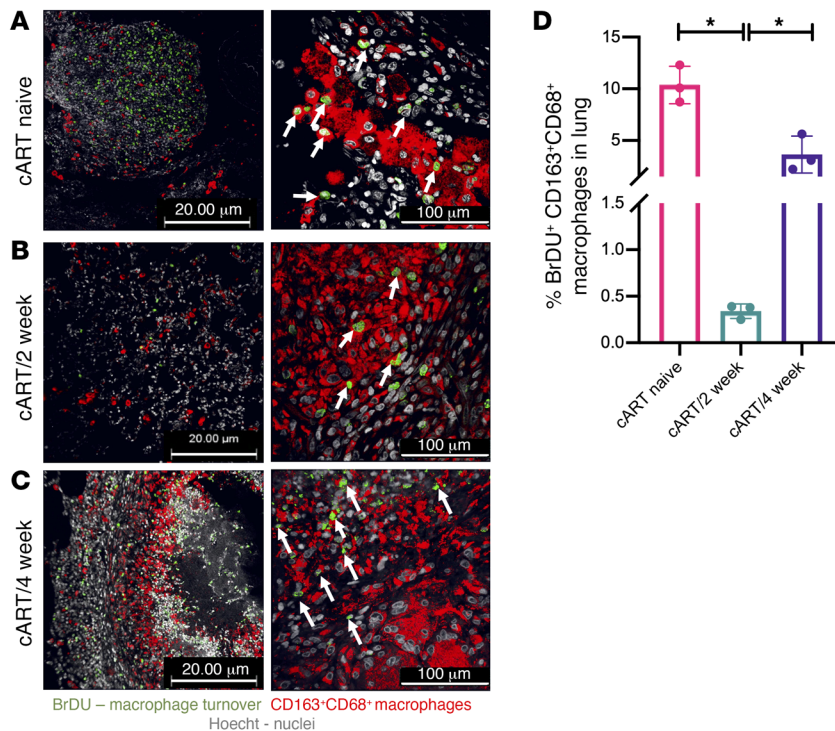 A
cART naive
20.00 µm
100 µm
B
cART/2 week
20.00 µm
100 µm
C
cART/4 week
20.00 µm
100 µm
BrDU – macrophage turnover CD163⁺CD68⁺ macrophages
Hoecht - nuclei
D
* *
% BrDU⁺ CD163⁺CD68⁺
macrophages in lung
15
10
5
1.5
1.0
0.5
0.0
cART naive
cART/2 week
cART/4 week